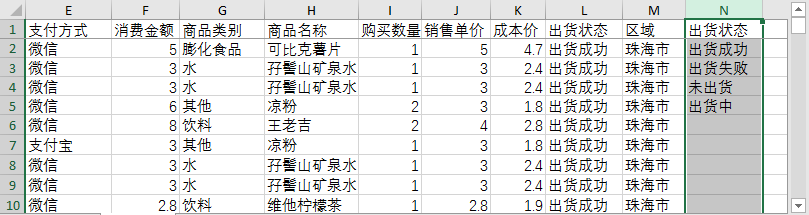 E F G H I J K L M N
1 支付方式 消费金额 商品类别 商品名称 购买数量 销售单价 成本价 出货状态 区域 出货状态
2 微信 5 膨化食品 可比克薯片 1 5 4.7 出货成功 珠海市 出货成功
3 微信 3 水 孖髻山矿泉水 1 3 2.4 出货成功 珠海市 出货失败
4 微信 3 水 孖髻山矿泉水 1 3 2.4 出货成功 珠海市 未出货
5 微信 6 其他 凉粉 2 3 1.8 出货成功 珠海市 出货中
6 微信 8 饮料 王老吉 2 4 2.8 出货成功 珠海市
7 支付宝 3 其他 凉粉 1 3 1.8 出货成功 珠海市
8 微信 3 水 孖髻山矿泉水 1 3 2.4 出货成功 珠海市
9 微信 3 水 孖髻山矿泉水 1 3 2.4 出货成功 珠海市
10 微信 2.8 饮料 维他柠檬茶 1 2.8 1.9 出货成功 珠海市